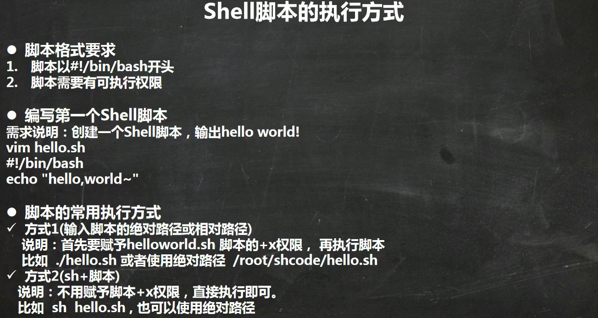 Shell脚本的执行方式
● 脚本格式要求
1. 脚本以#!/bin/bash开头
2. 脚本需要有可执行权限
● 编写第一个Shell脚本
需求说明：创建一个Shell脚本，输出hello world!
vim hello.sh
#!/bin/bash
echo "hello,world~"
● 脚本的常用执行方式
✓ 方式1(输入脚本的绝对路径或相对路径)
说明：首先要赋予helloworld.sh 脚本的+x权限， 再执行脚本
比如 ./hello.sh 或者使用绝对路径 /root/shcode/hello.sh
✓ 方式2(sh+脚本)
说明：不用赋予脚本+x权限，直接执行即可。
比如 sh hello.sh , 也可以使用绝对路径